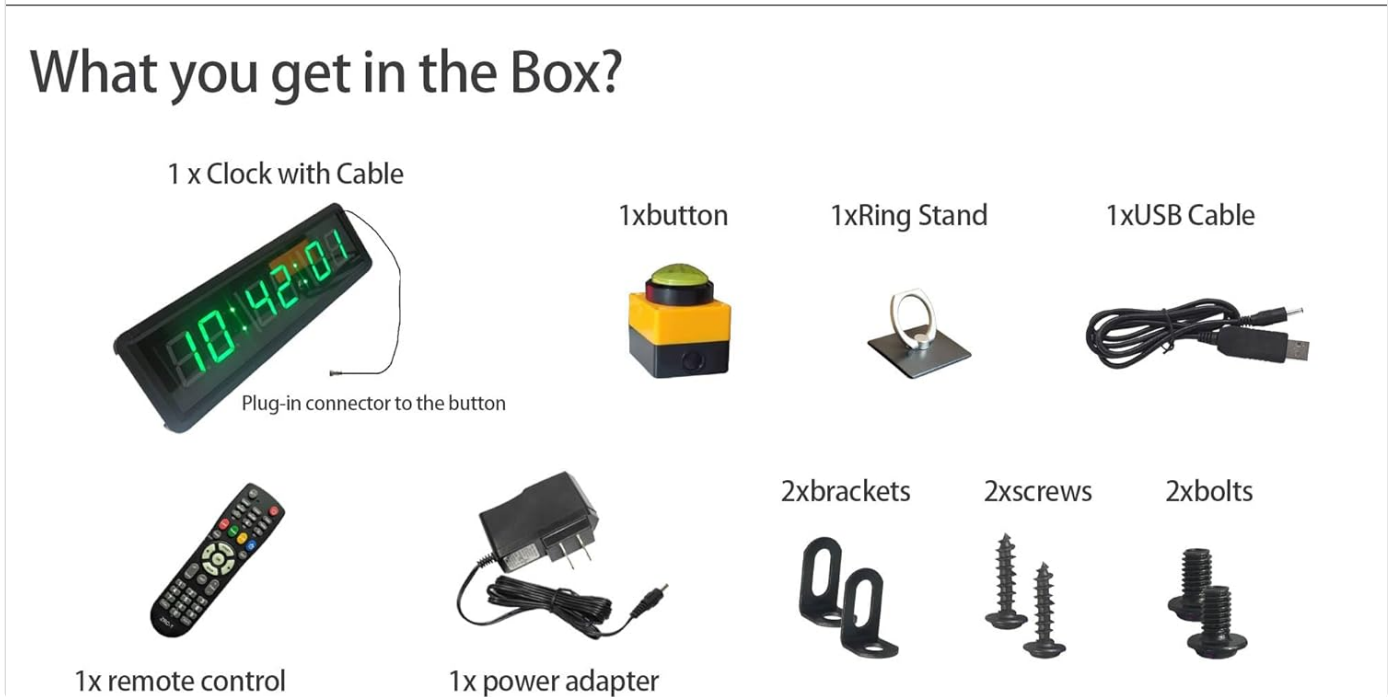 What you get in the Box?
1 x Clock with Cable
1xbutton
1xRing Stand
1xUSB Cable
10:42:01
Plug-in connector to the button
2xbrackets
2xscrews
2xbolts
1x remote control
1x power adapter